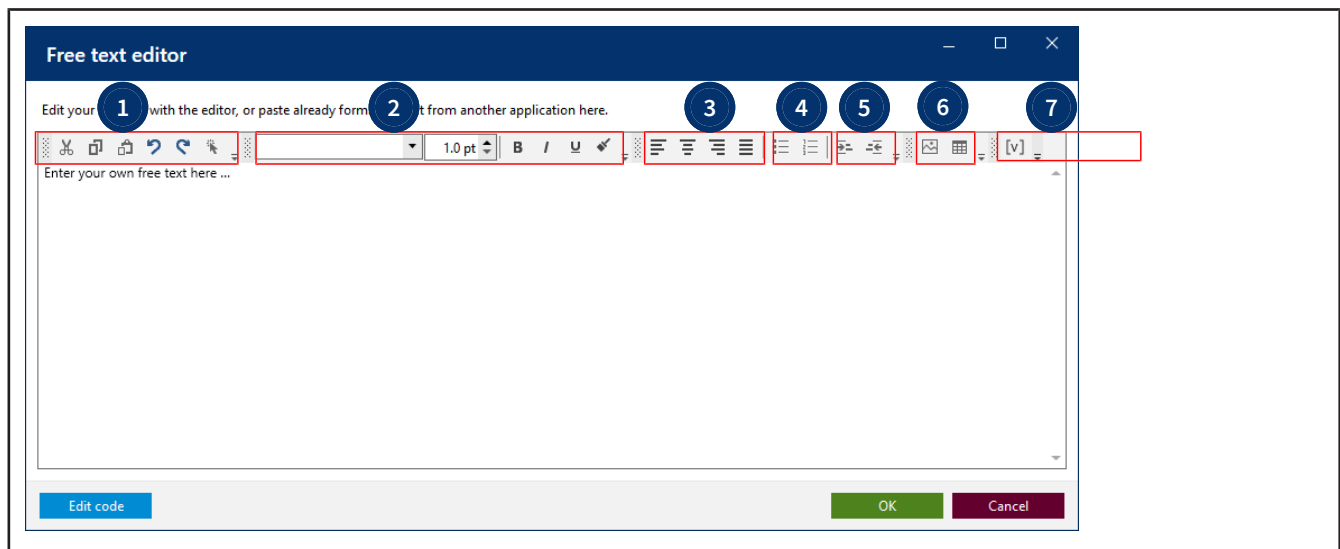 Free text editor
1 2 3 4 5 6 7
Edit your with the editor, or paste already form t from another application here.
1.0 pt B I U [v]
Enter your own free text here ...
Edit code OK Cancel